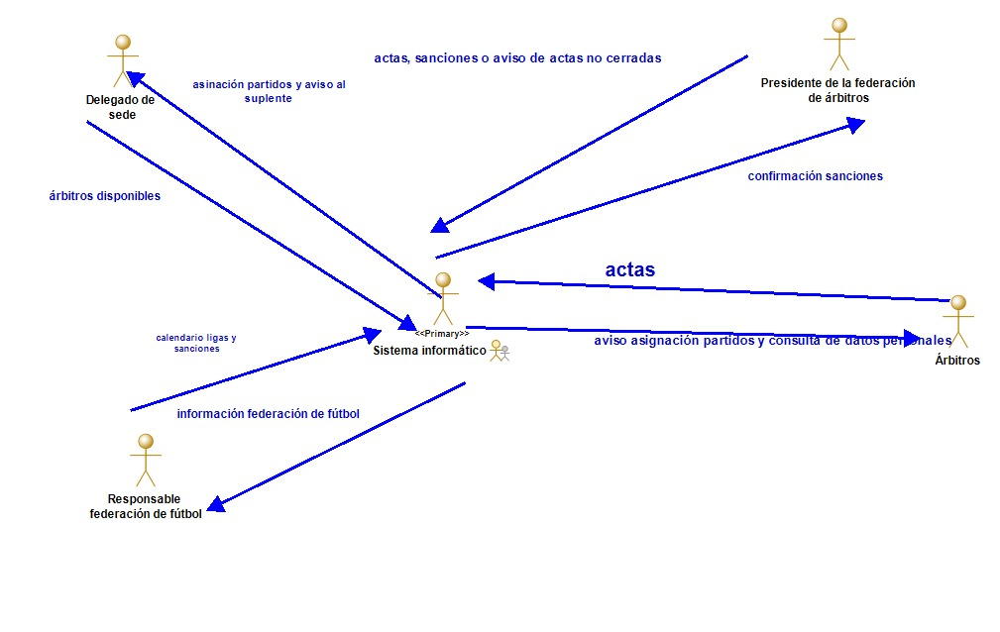 actas, sanciones o aviso de actas no cerradas
Presidente de la federación
de árbitros
asinación partidos y aviso al
suplente
Delegado de
sede
confirmación sanciones
árbitros disponibles
actas
<<Primary>>
Sistema informático
aviso asignación partidos y consulta de datos personales
Árbitros
calendario ligas y
sanciones
información federación de fútbol
Responsable
federación de fútbol